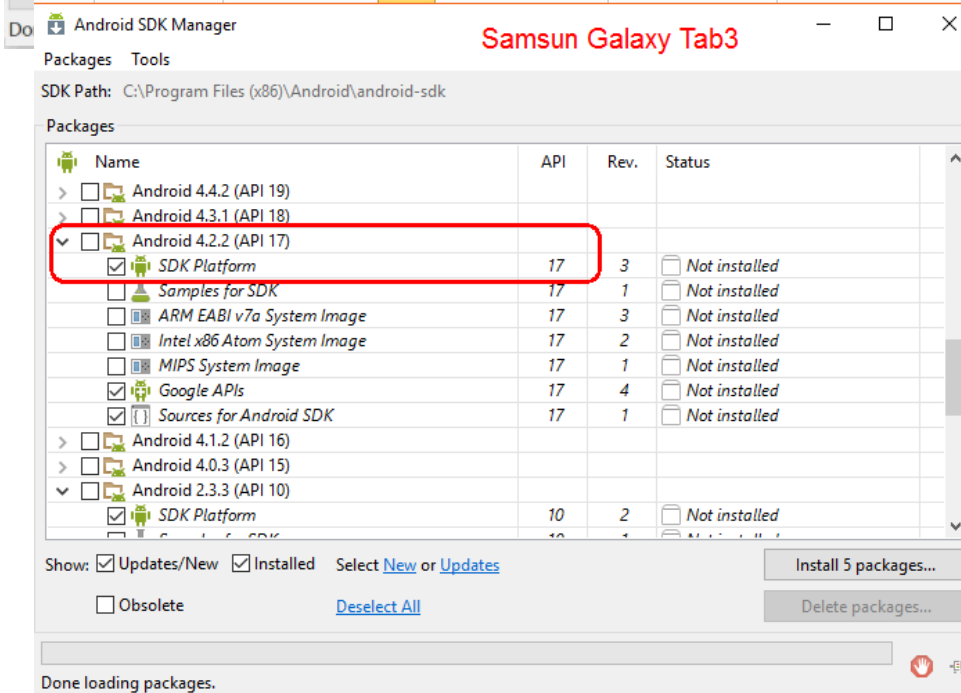 Do
Android SDK Manager
Samsun Galaxy Tab3
Packages Tools
SDK Path: C:\Program Files (x86)\Android\android-sdk
Packages
Name API Rev. Status
Android 4.4.2 (API 19)
Android 4.3.1 (API 18)
Android 4.2.2 (API 17)
SDK Platform 17 3 Not installed
Samples for SDK 17 1 Not installed
ARM EABI v7a System Image 17 3 Not installed
Intel x86 Atom System Image 17 2 Not installed
MIPS System Image 17 1 Not installed
Google APIs 17 4 Not installed
Sources for Android SDK 17 1 Not installed
Android 4.1.2 (API 16)
Android 4.0.3 (API 15)
Android 2.3.3 (API 10)
SDK Platform 10 2 Not installed
Show: Updates/New Installed Select New or Updates Install 5 packages...
Obsolete Deselect All Delete packages...
Done loading packages.